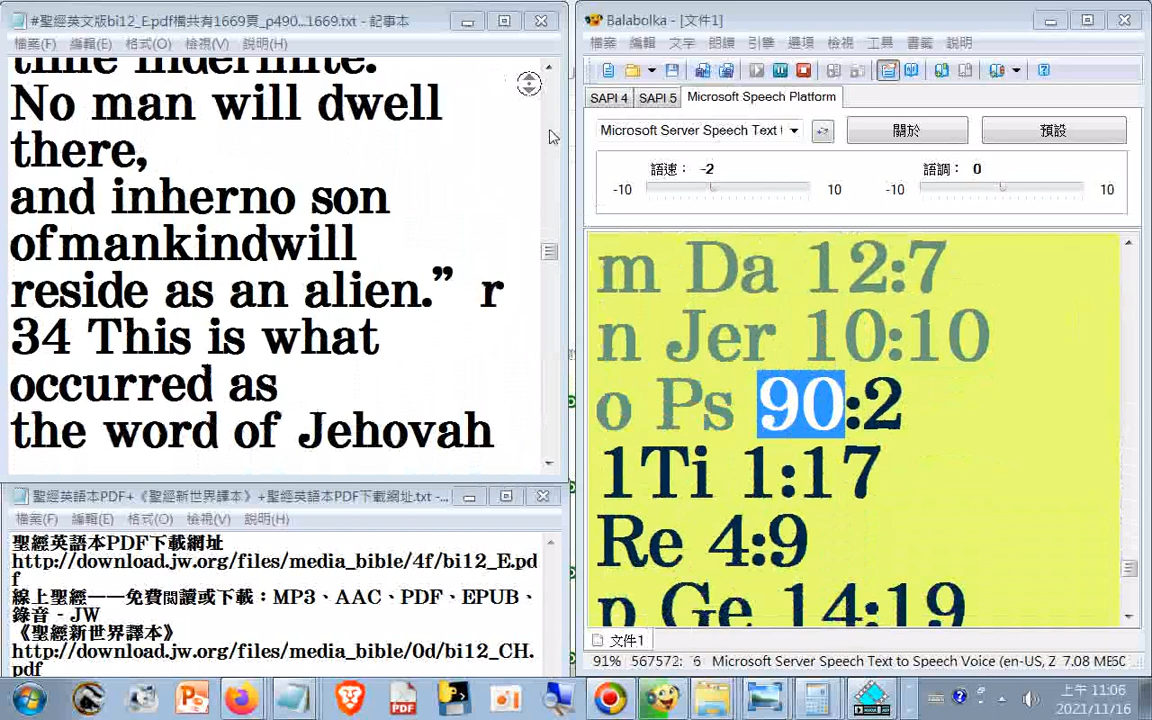 #聖經英文版bi12_E.pdf橫共有1669頁_p490...1669.txt - 記事本
檔案(F) 編輯(E) 格式(O) 檢視(V) 說明(H)
time indefinite.
No man will dwell
there,
and inherno son
ofmankindwill
reside as an alien.” r
34 This is what
occurred as
the word of Jehovah
聖經英語本PDF+《聖經新世界譯本》+聖經英語本PDF下載網址.txt -...
檔案(F) 編輯(E) 格式(O) 檢視(V) 說明(H)
聖經英語本PDF下載網址
http://download.jw.org/files/media_bible/4f/bi12_E.pd
f
線上聖經——免費閱讀或下載：MP3、AAC、PDF、EPUB、
錄音 - JW
《聖經新世界譯本》
http://download.jw.org/files/media_bible/0d/bi12_CH.
pdf
Balabolka - [文件1]
檔案 編輯 文字 朗讀 引擎 選項 檢視 工具 書籤 說明
SAPI 4 SAPI 5 Microsoft Speech Platform
Microsoft Server Speech Text 關於 預設
語速： -2 語調： 0
-10 10 -10 10
m Da 12:7
n Jer 10:10
o Ps 90:2
1Ti 1:17
Re 4:9
p Ge 14:19
文件1
91% 567572: 6 Microsoft Server Speech Text to Speech Voice (en-US, Z 7.08 ME
上午 11:06
2021/11/16